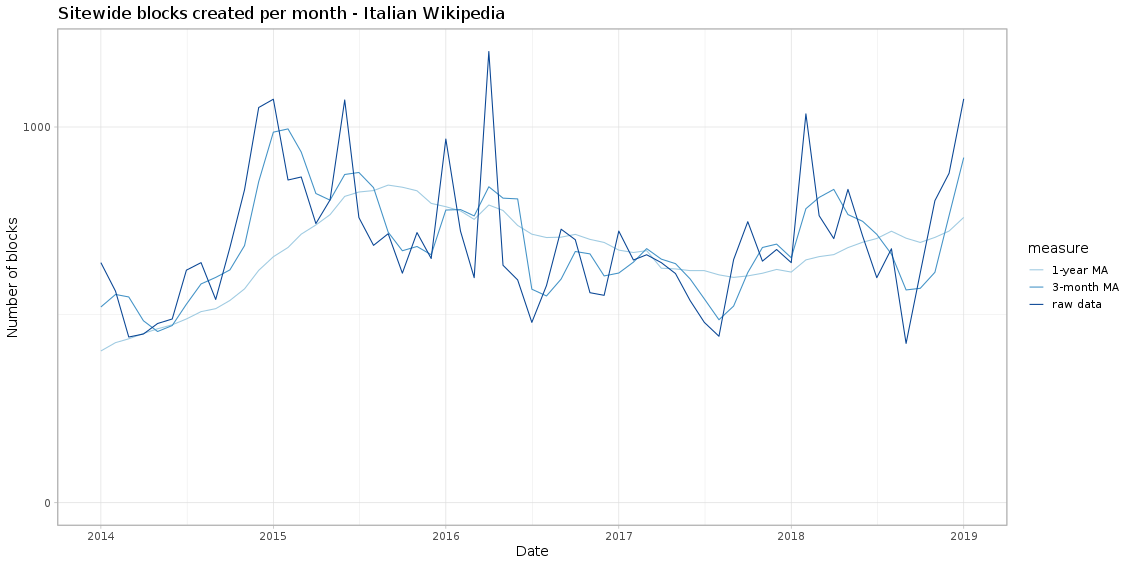 Sitewide blocks created per month - Italian Wikipedia
Number of blocks
1000
0
2014 2015 2016 2017 2018 2019
Date
measure
1-year MA
3-month MA
raw data